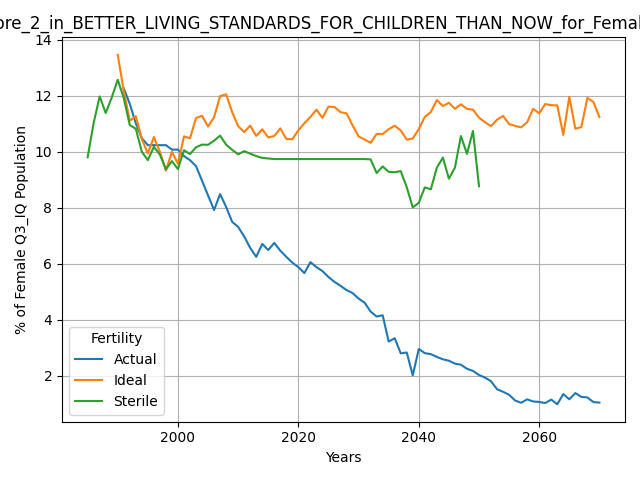 ore_2_in_BETTER_LIVING_STANDARDS_FOR_CHILDREN_THAN_NOW_for_Femal
14
12
10
8
6
4
2
% of Female Q3_IQ Population
Fertility
Actual
Ideal
Sterile
2000
2020
2040
2060
Years